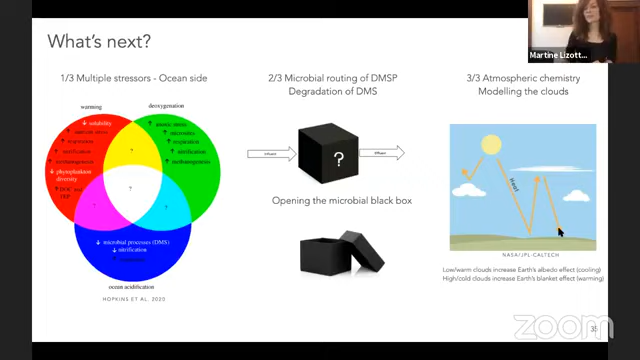 What's next?
Martine Lizott...
1/3 Multiple stressors - Ocean side
warming
deoxygenation
solubility
respiration
nitrification
phytoplankton
diversity
respiration
nitrification
methanogenesis
?
?
?
?
microbial processes (DMS)
nitrification
ocean acidification
HOPKINS ET AL. 2020
2/3 Microbial routing of DMSP
Degradation of DMS
Influent
?
Effluent
Opening the microbial black box
3/3 Atmospheric chemistry
Modelling the clouds
Heat
NASA/JPL-CALTECH
Low/warm clouds increase Earth's albedo effect (cooling)
High/cold clouds increase Earth's blanket effect (warming)
zoom
35